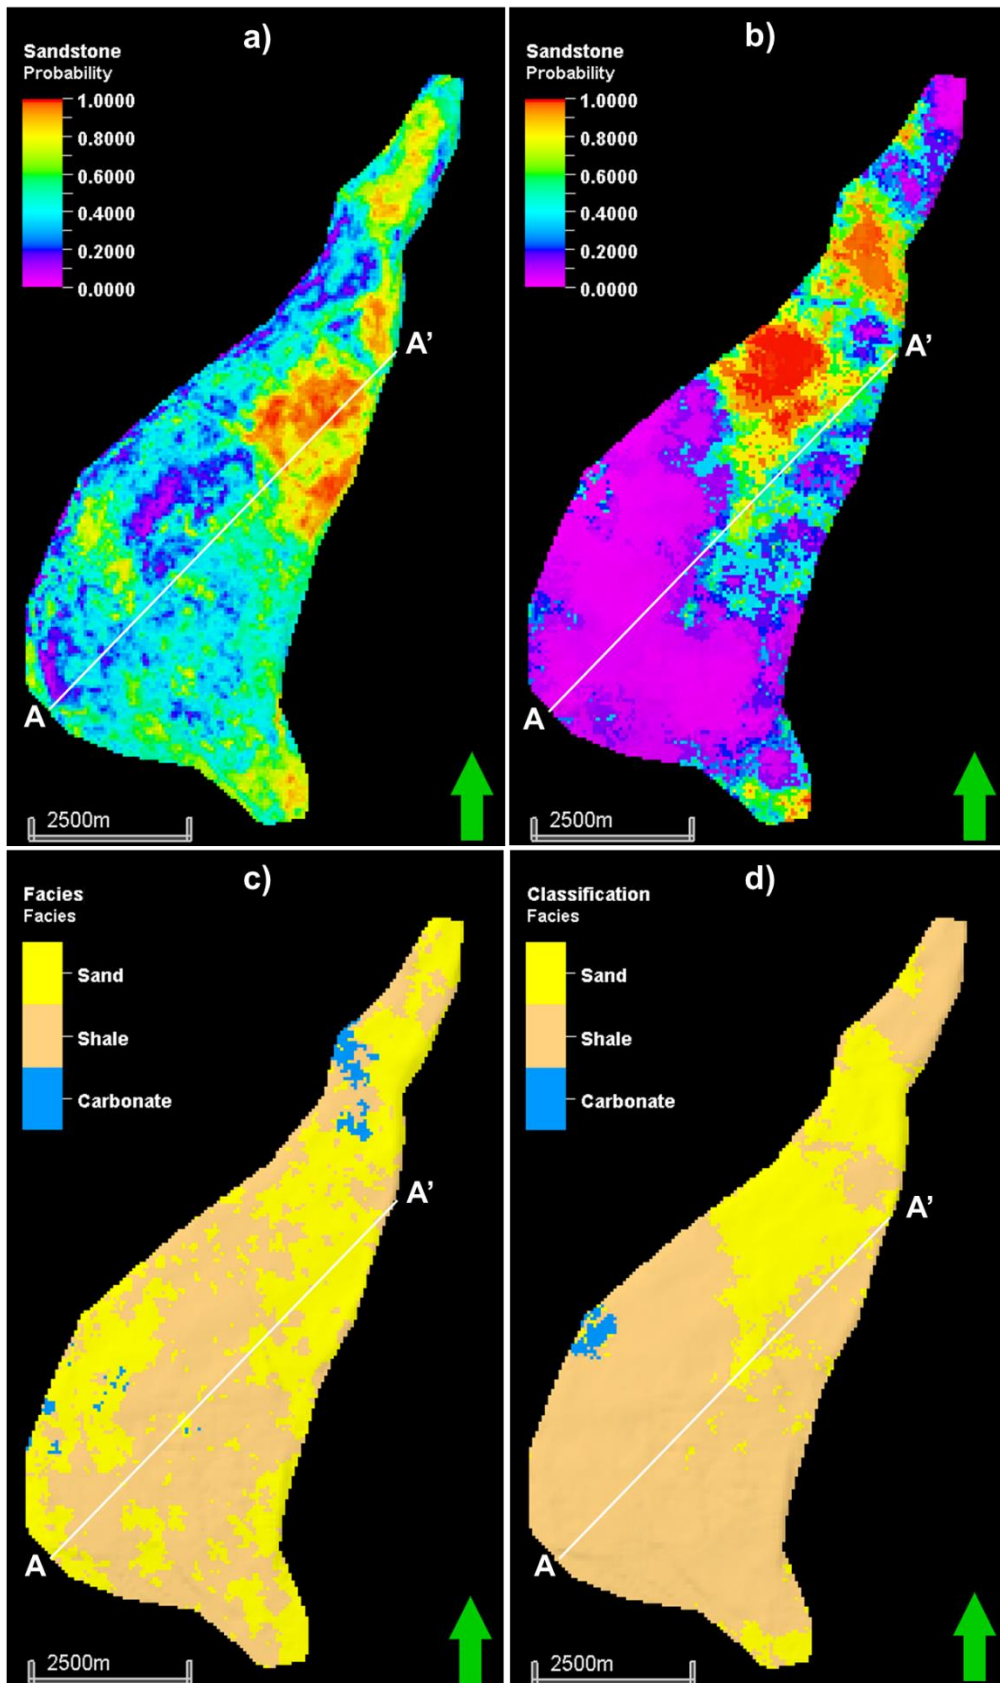 a)
Sandstone
Probability
1.0000
0.8000
0.6000
0.4000
0.2000
0.0000
A'
A
2500m
b)
Sandstone
Probability
1.0000
0.8000
0.6000
0.4000
0.2000
0.0000
A'
A
2500m
c)
Facies
Facies
Sand
Shale
Carbonate
A'
A
2500m
d)
Classification
Facies
Sand
Shale
Carbonate
A'
A
2500m